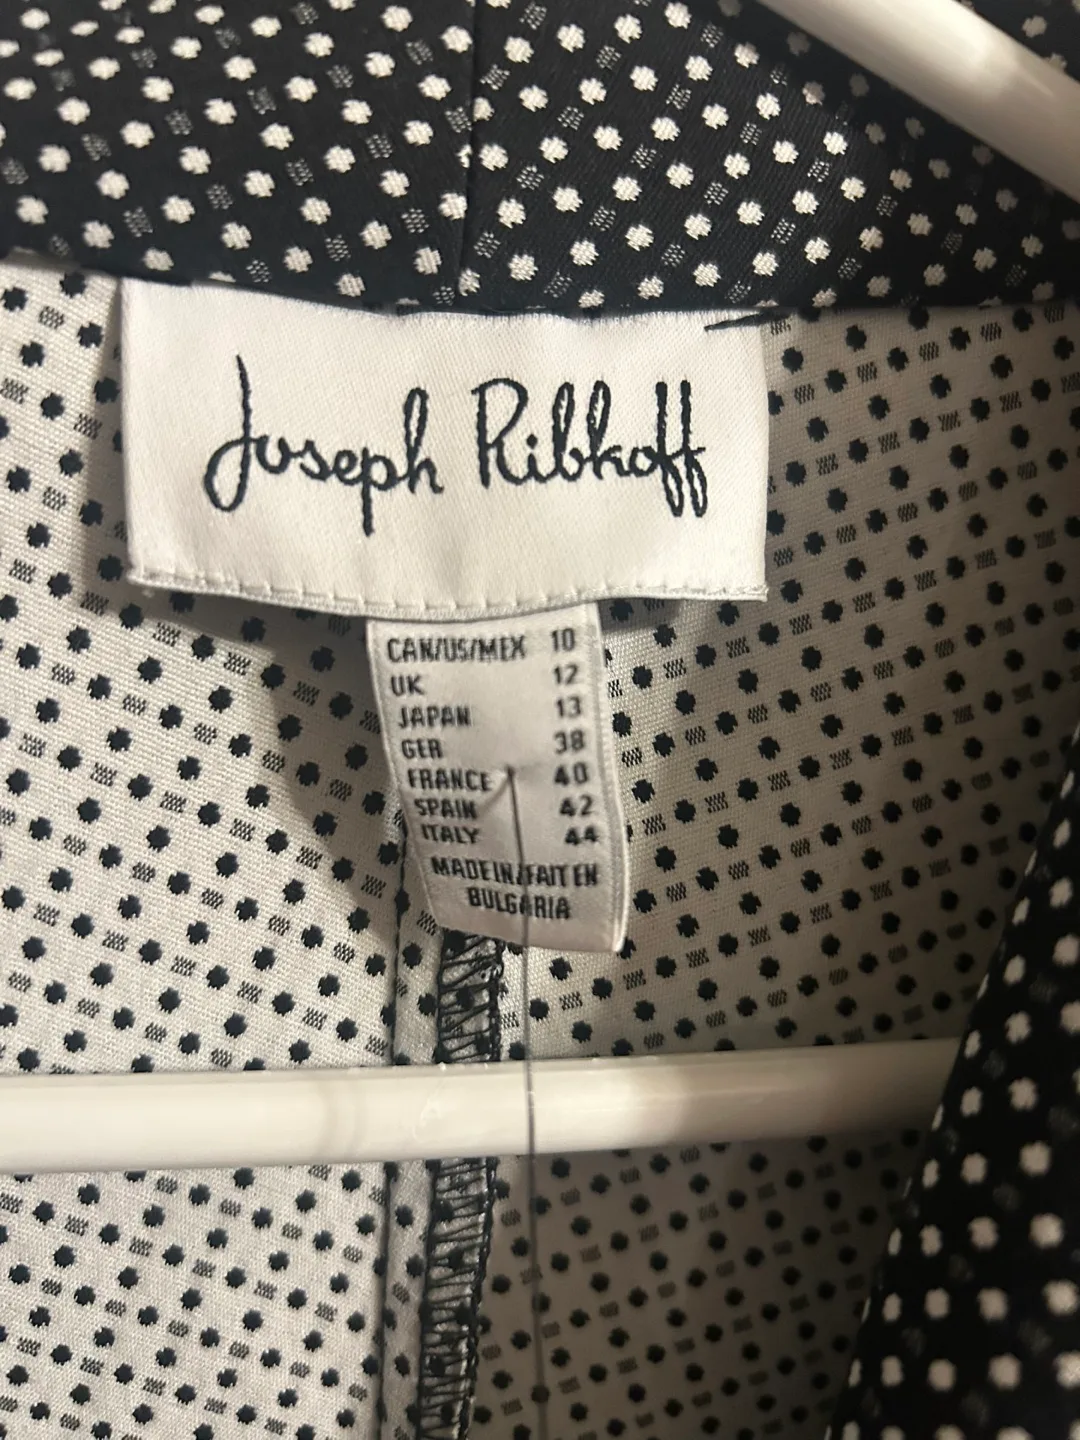 Joseph Ribkoff
CAN/US/MEX 10
UK 12
JAPAN 13
GER 38
FRANCE 40
SPAIN 42
ITALY 44
MADE IN/FAIT EN
BULGARIA